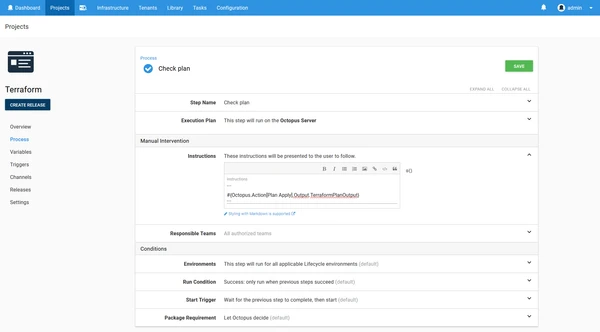 Dashboard
Projects
Infrastructure
Tenants
Library
Tasks
Configuration
admin
Projects
Terraform
CREATE RELEASE
Overview
Process
Variables
Triggers
Channels
Releases
Settings
Process
Check plan
SAVE
EXPAND ALL
COLLAPSE ALL
Step Name Check plan
Execution Plan This step will run on the Octopus Server
Manual Intervention
Instructions These instructions will be presented to the user to follow.
B I
Instructions
#{Octopus.Action[Plan Apply].Output.TerraformPlanOutput}
#{}
Styling with Markdown is supported
Responsible Teams All authorized teams
Conditions
Environments This step will run for all applicable Lifecycle environments (default)
Run Condition Success: only run when previous steps succeed (default)
Start Trigger Wait for the previous step to complete, then start (default)
Package Requirement Let Octopus decide (default)